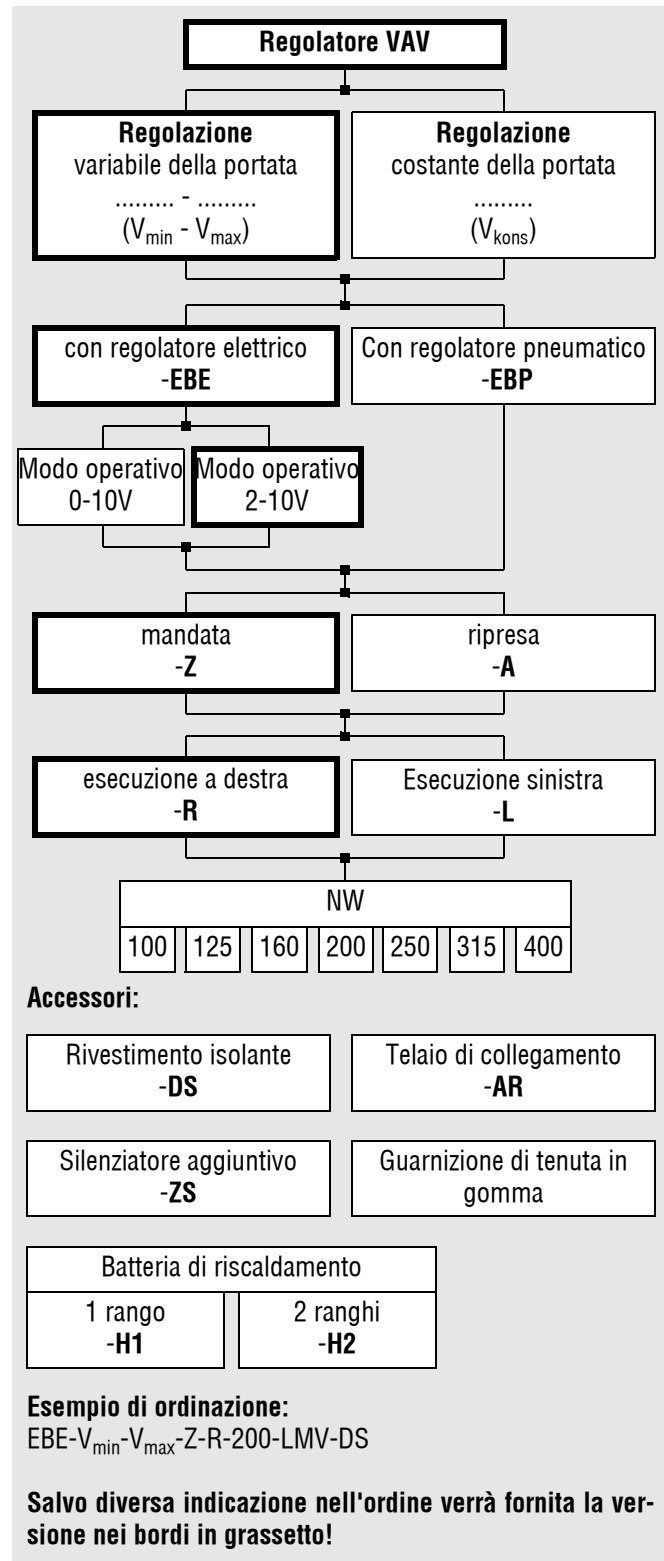 Regolatore VAV
Regolazione
variabile della portata
......... - .........
(Vmin - Vmax)
Regolazione
costante della portata
.........
(Vkons)
con regolatore elettrico
-EBE
Con regolatore pneumatico
-EBP
Modo operativo
0-10V
Modo operativo
2-10V
mandata
-Z
ripresa
-A
esecuzione a destra
-R
Esecuzione sinistra
-L
NW
100 125 160 200 250 315 400
Accessori:
Rivestimento isolante
-DS
Telaio di collegamento
-AR
Silenziatore aggiuntivo
-ZS
Guarnizione di tenuta in
gomma
Batteria di riscaldamento
1 rango
-H1
2 ranghi
-H2
Esempio di ordinazione:
EBE-Vmin-Vmax-Z-R-200-LMV-DS
Salvo diversa indicazione nell'ordine verrà fornita la ver-
sione nei bordi in grassetto!